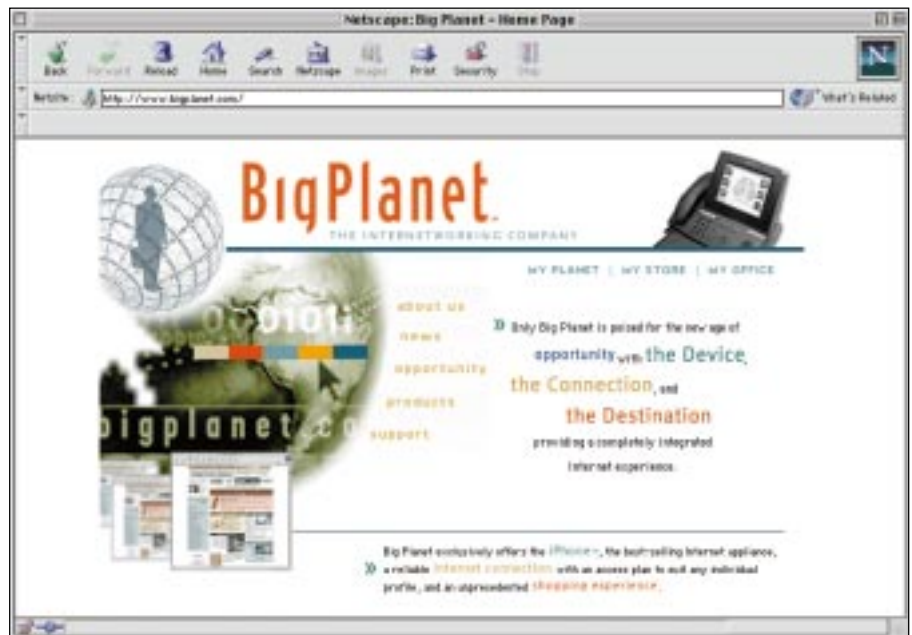 Netscape: Big Planet - Home Page
Back Forward Reload Home Search Netscape Images Print Security Stop
Netsite: http://www.bigplanet.com/ What's Related
BigPlanet
THE INTERNETWORKING COMPANY
MY PLANET | MY STORE | MY OFFICE
about us
news
opportunity
products
support
bigplanet.co
» Only Big Planet is poised for the new age of
opportunity with the Device,
the Connection, and
the Destination
providing a completely integrated
Internet experience.
Big Planet exclusively offers the iPhone™, the best-selling Internet appliance,
» a reliable internet connection with an access plan to suit any individual
profile, and an unprecedented shopping experience.